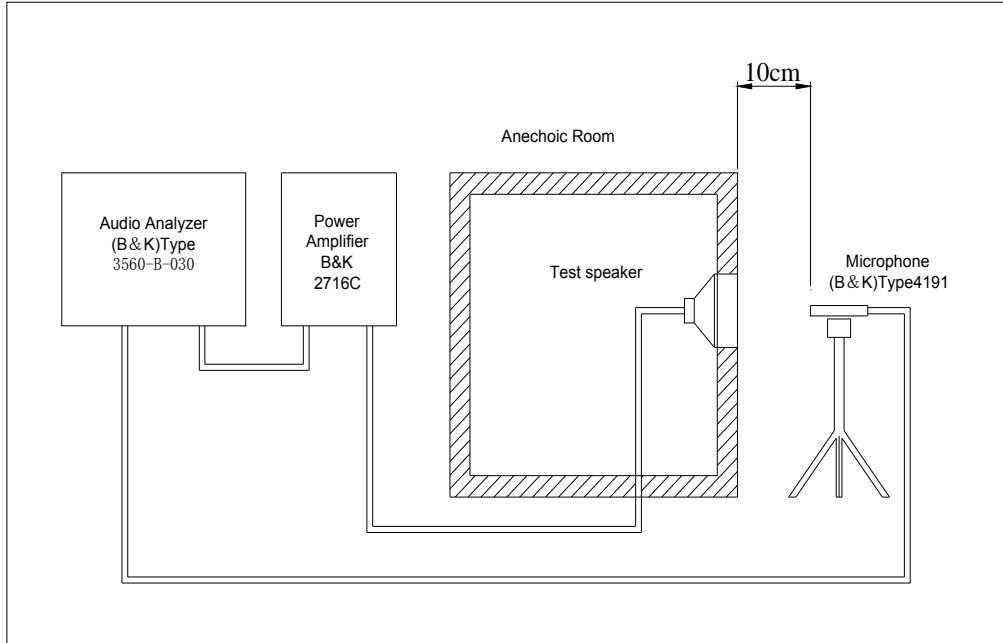 10cm
Anechoic Room
Audio Analyzer
(B&K)Type
3560-B-030
Power
Amplifier
B&K
2716C
Test speaker
Microphone
(B&K)Type4191